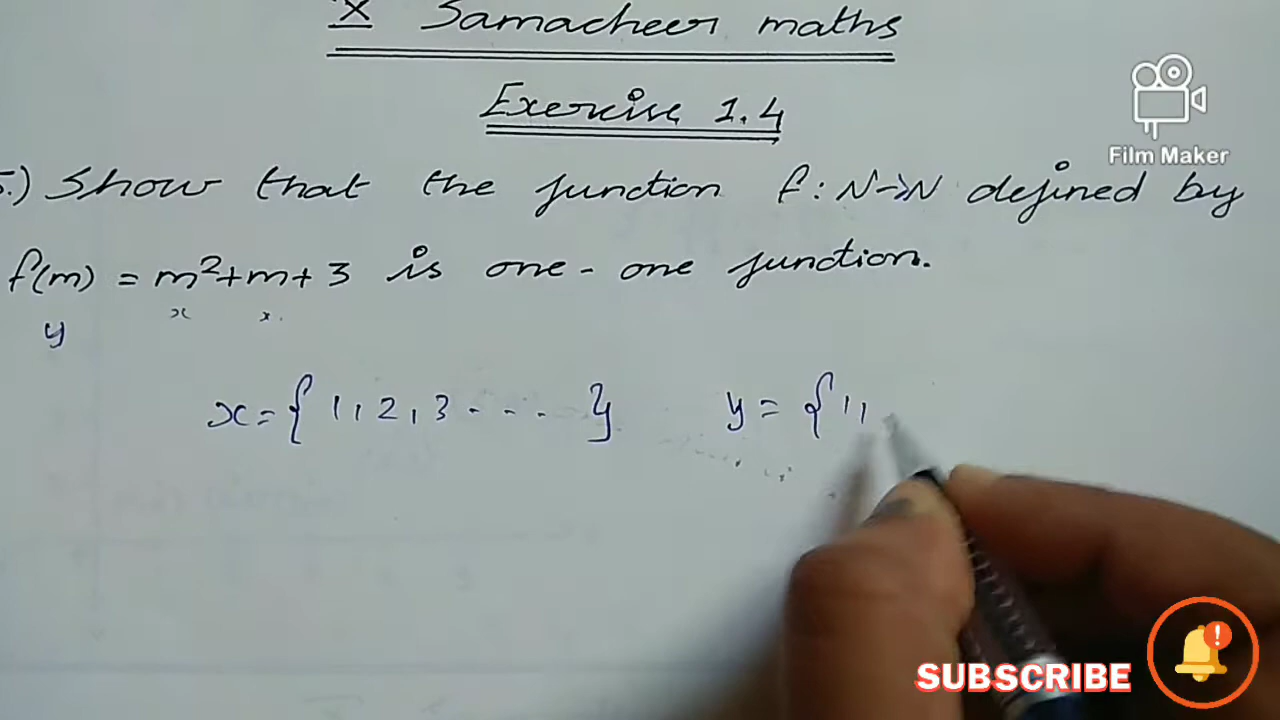 X Samacheer maths
Exercise 1.4
Film Maker
5.) Show that the function f : N→N defined by
f(m) = m²+m+3 is one-one function.
x x
y
x = { 1, 2, 3 - - - . } y = { 1,
SUBSCRIBE